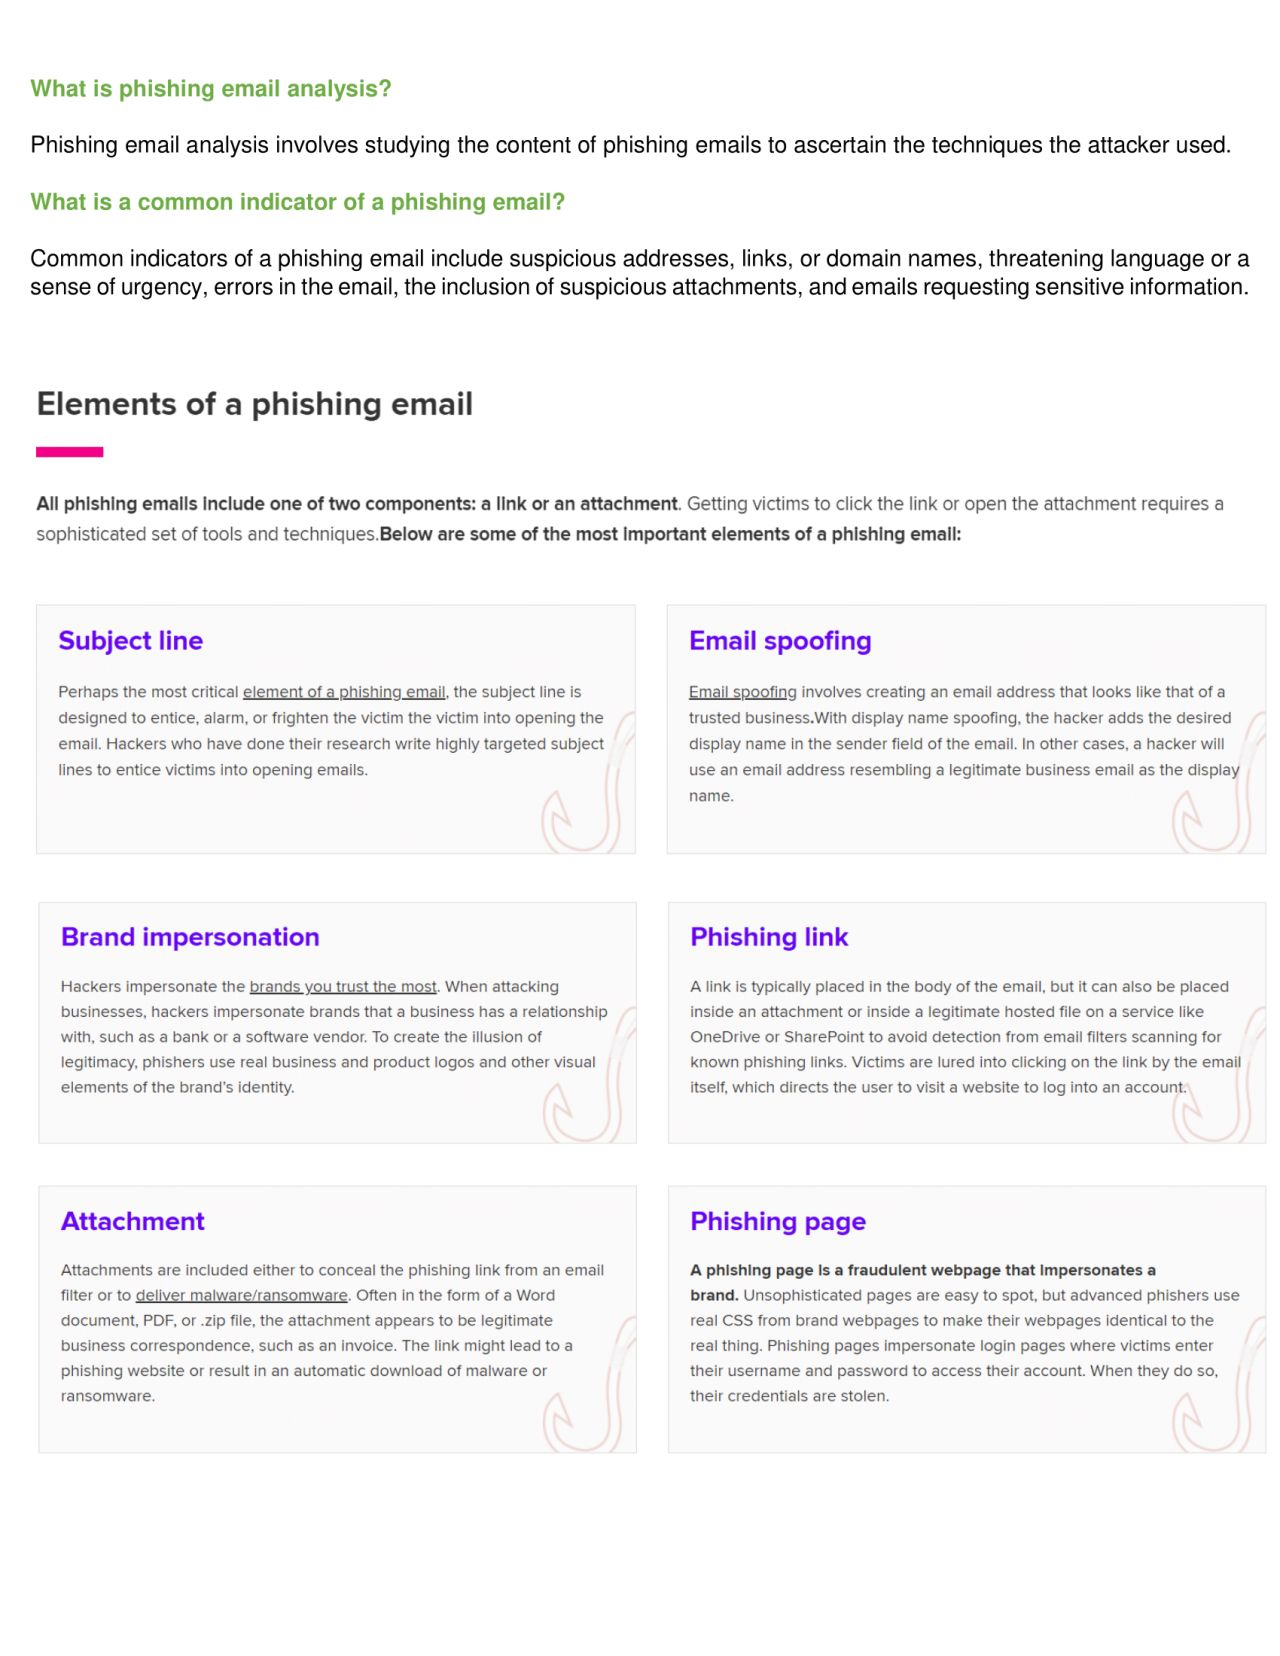 What is phishing email analysis?
Phishing email analysis involves studying the content of phishing emails to ascertain the techniques the attacker used.
What is a common indicator of a phishing email?
Common indicators of a phishing email include suspicious addresses, links, or domain names, threatening language or a
sense of urgency, errors in the email, the inclusion of suspicious attachments, and emails requesting sensitive information.
Elements of a phishing email
All phishing emails include one of two components: a link or an attachment. Getting victims to click the link or open the attachment requires a
sophisticated set of tools and techniques.Below are some of the most important elements of a phishing email:
Subject line
Perhaps the most critical element of a phishing email, the subject line is
designed to entice, alarm, or frighten the victim the victim into opening the
email. Hackers who have done their research write highly targeted subject
lines to entice victims into opening emails.
Email spoofing
Email spoofing involves creating an email address that looks like that of a
trusted business.With display name spoofing, the hacker adds the desired
display name in the sender field of the email. In other cases, a hacker will
use an email address resembling a legitimate business email as the display
name.
Brand impersonation
Hackers impersonate the brands you trust the most. When attacking
businesses, hackers impersonate brands that a business has a relationship
with, such as a bank or a software vendor. To create the illusion of
legitimacy, phishers use real business and product logos and other visual
elements of the brand's identity.
Phishing link
A link is typically placed in the body of the email, but it can also be placed
inside an attachment or inside a legitimate hosted file on a service like
OneDrive or SharePoint to avoid detection from email filters scanning for
known phishing links. Victims are lured into clicking on the link by the email
itself, which directs the user to visit a website to log into an account.
Attachment
Attachments are included either to conceal the phishing link from an email
filter or to deliver malware/ransomware. Often in the form of a Word
document, PDF, or .zip file, the attachment appears to be legitimate
business correspondence, such as an invoice. The link might lead to a
phishing website or result in an automatic download of malware or
ransomware.
Phishing page
A phishing page is a fraudulent webpage that impersonates a
brand. Unsophisticated pages are easy to spot, but advanced phishers use
real CSS from brand webpages to make their webpages identical to the
real thing. Phishing pages impersonate login pages where victims enter
their username and password to access their account. When they do so,
their credentials are stolen.